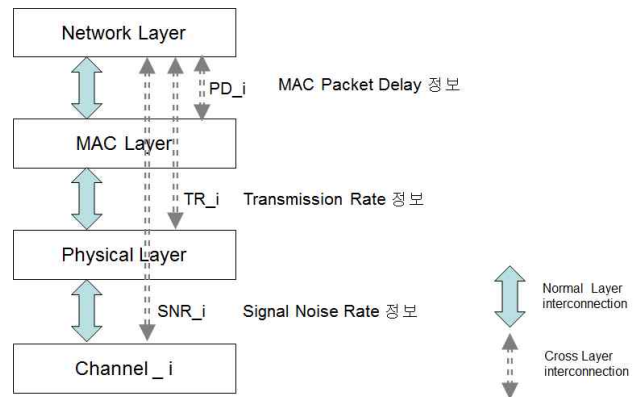 Network Layer
PD_i
MAC Packet Delay 정보
MAC Layer
TR_i
Transmission Rate 정보
Physical Layer
SNR_i
Signal Noise Rate 정보
Channel _ i
Normal Layer
interconnection
Cross Layer
interconnection